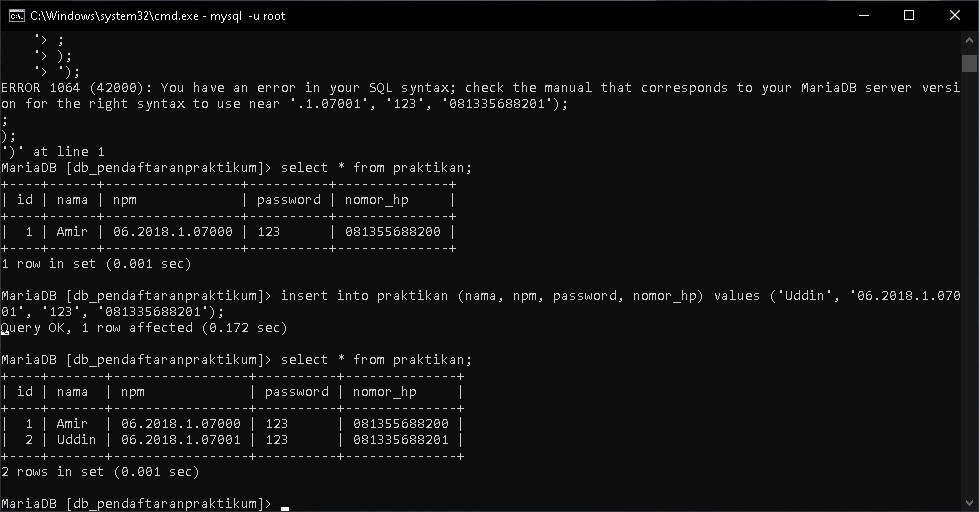 C:\Windows\system32\cmd.exe - mysql  -u root
    '> ;
    '> );
    '> ');
ERROR 1064 (42000): You have an error in your SQL syntax; check the manual that corresponds to your MariaDB server versi
on for the right syntax to use near '.1.07001', '123', '081335688201');
;
);
')' at line 1
MariaDB [db_pendaftaranpraktikum]> select * from praktikan;
+----+------+-----------------+----------+--------------+
| id | nama | npm             | password | nomor_hp     |
+----+------+-----------------+----------+--------------+
|  1 | Amir | 06.2018.1.07000 | 123      | 081355688200 |
+----+------+-----------------+----------+--------------+
1 row in set (0.001 sec)
MariaDB [db_pendaftaranpraktikum]> insert into praktikan (nama, npm, password, nomor_hp) values ('Uddin', '06.2018.1.070
01', '123', '081335688201');
Query OK, 1 row affected (0.172 sec)
MariaDB [db_pendaftaranpraktikum]> select * from praktikan;
+----+-------+-----------------+----------+--------------+
| id | nama  | npm             | password | nomor_hp     |
+----+-------+-----------------+----------+--------------+
|  1 | Amir  | 06.2018.1.07000 | 123      | 081355688200 |
|  2 | Uddin | 06.2018.1.07001 | 123      | 081335688201 |
+----+-------+-----------------+----------+--------------+
2 rows in set (0.001 sec)
MariaDB [db_pendaftaranpraktikum]>